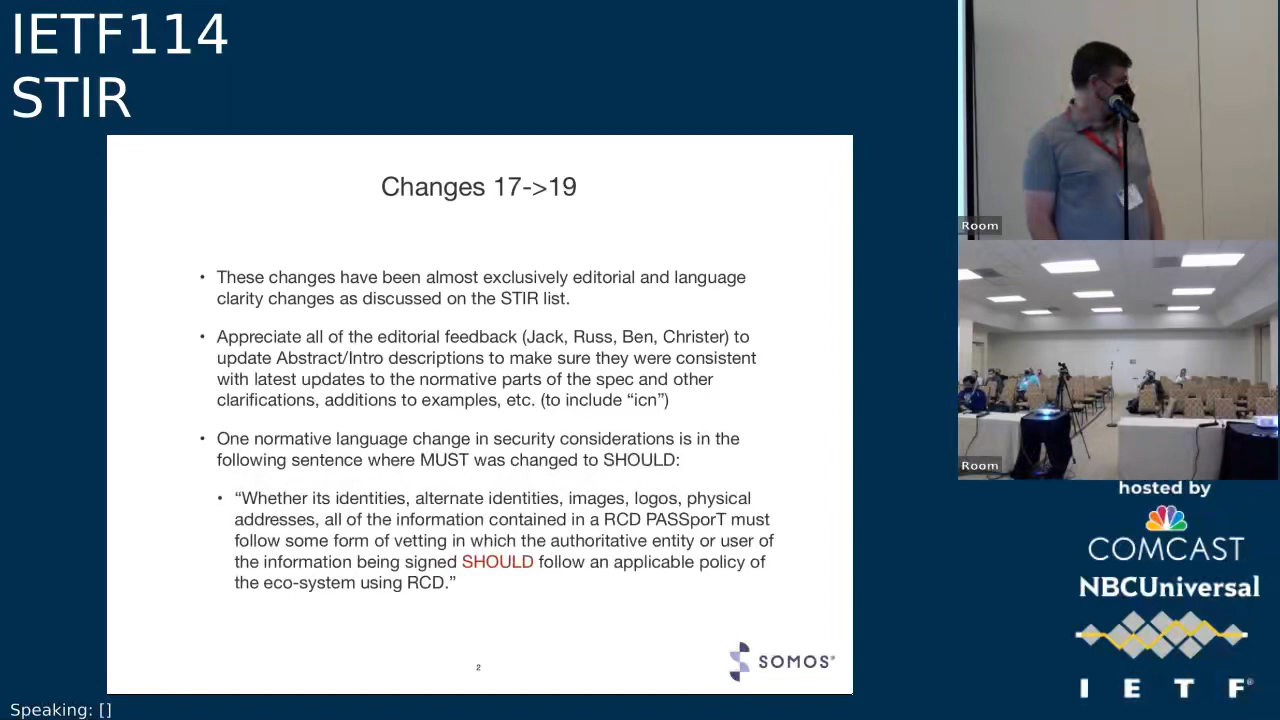 IETF114
STIR
Changes 17->19
• These changes have been almost exclusively editorial and language
clarity changes as discussed on the STIR list.
• Appreciate all of the editorial feedback (Jack, Russ, Ben, Christer) to
update Abstract/Intro descriptions to make sure they were consistent
with latest updates to the normative parts of the spec and other
clarifications, additions to examples, etc. (to include “icn”)
• One normative language change in security considerations is in the
following sentence where MUST was changed to SHOULD:
• “Whether its identities, alternate identities, images, logos, physical
addresses, all of the information contained in a RCD PASSporT must
follow some form of vetting in which the authoritative entity or user of
the information being signed SHOULD follow an applicable policy of
the eco-system using RCD.”
2
SOMOS®
Room
Room
hosted by
COMCAST
NBCUniversal
I E T F®
Speaking: []